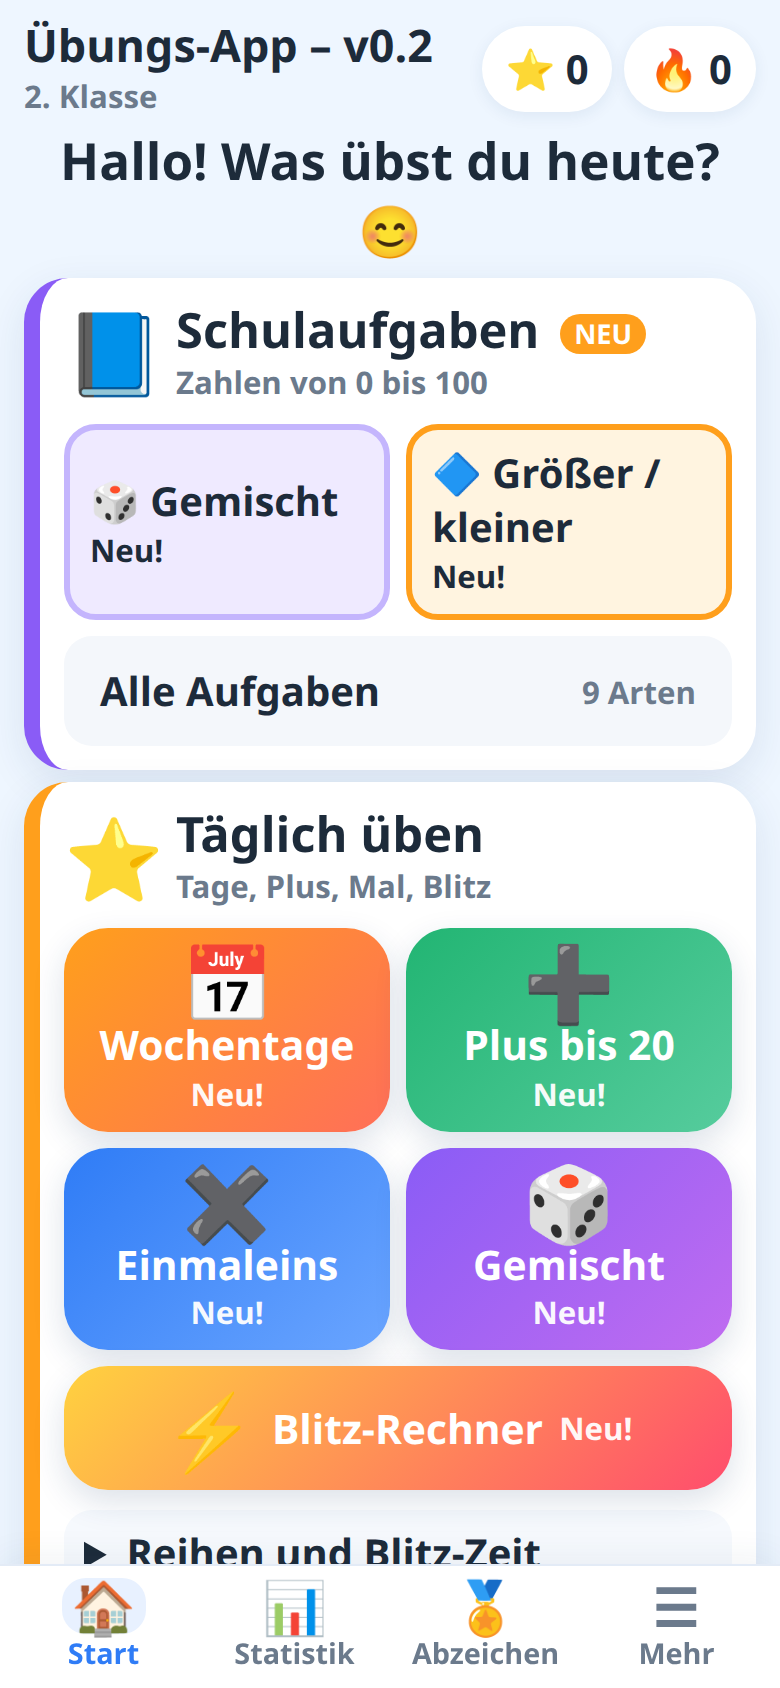 Übungs-App – v0.2
2. Klasse
⭐ 0
🔥 0
Hallo! Was übst du heute?
😊
Schulaufgaben NEU
Zahlen von 0 bis 100
🎲 Gemischt
Neu!
🔷 Größer /
kleiner
Neu!
Alle Aufgaben
9 Arten
Täglich üben
Tage, Plus, Mal, Blitz
July
17
Wochentage
Neu!
Plus bis 20
Neu!
Einmaleins
Neu!
Gemischt
Neu!
Blitz-Rechner Neu!
Reihen und Blitz-Zeit
Start
Statistik
Abzeichen
Mehr